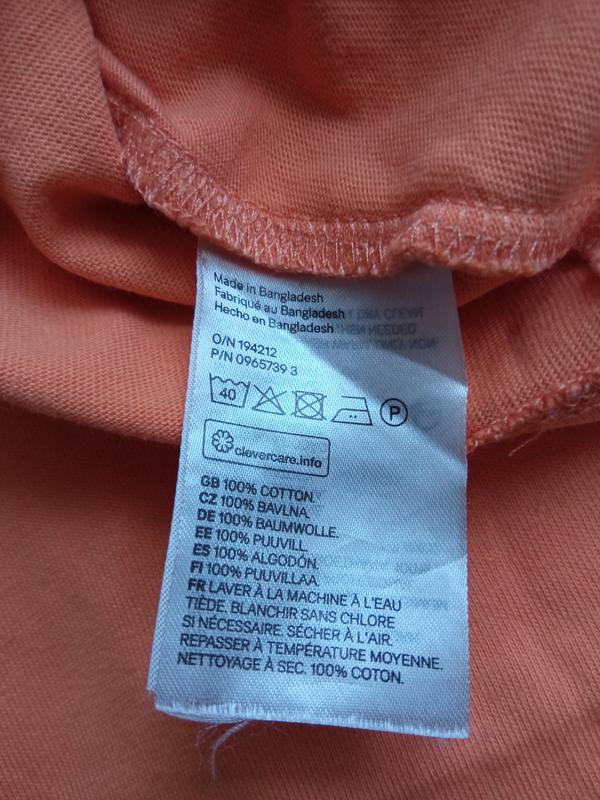 Made in Bangladesh
Fabriqué au Bangladesh
Hecho en Bangladesh
O/N 194212
P/N 0965739 3
40 P
clevercare.info
GB 100% COTTON.
CZ 100% BAVLNA.
DE 100% BAUMWOLLE.
EE 100% PUUVILL.
ES 100% ALGODÓN.
FI 100% PUUVILLAA.
FR LAVER À LA MACHINE À L'EAU
TIÈDE. BLANCHIR SANS CHLORE
SI NÉCESSAIRE. SÉCHER À L'AIR.
REPASSER À TEMPÉRATURE MOYENNE.
NETTOYAGE À SEC. 100% COTON.